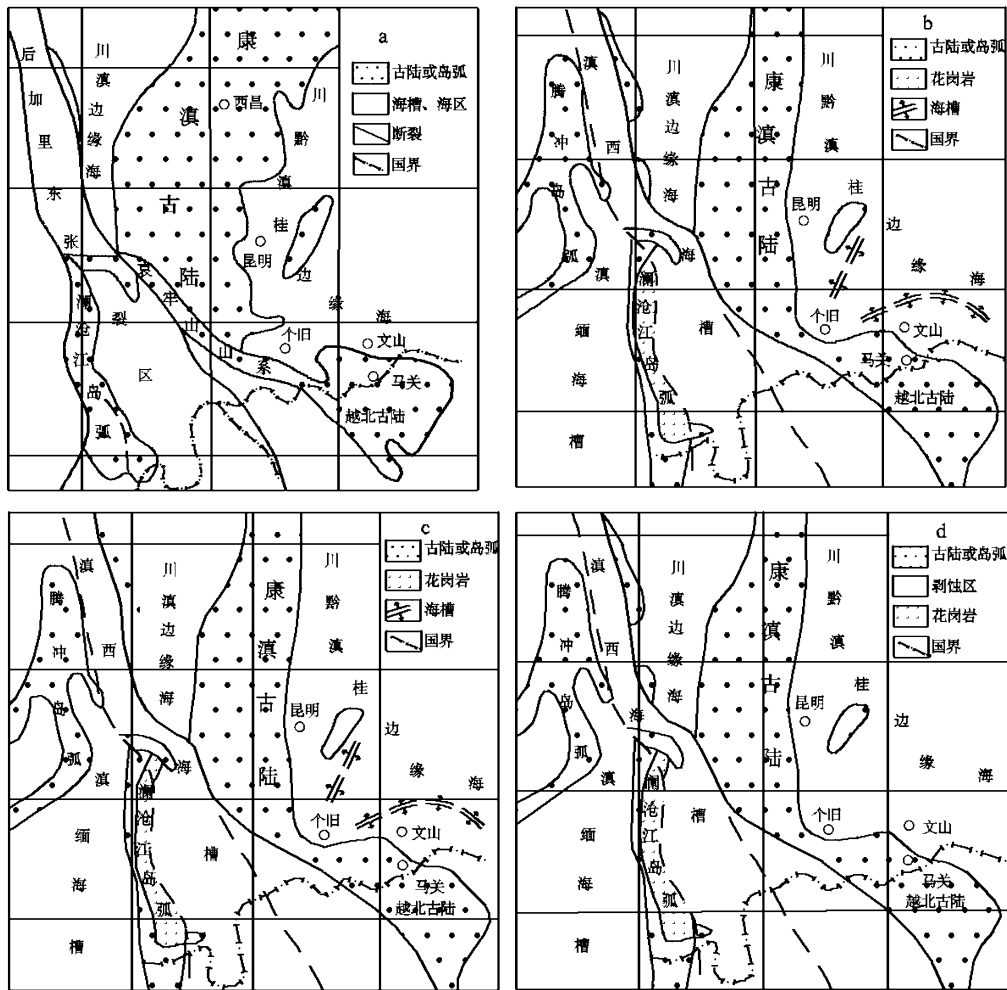 a
古陆或岛弧
海槽、海区
断裂
国界
后加里东张裂区
川滇边缘海
康滇古陆
西昌
川黔滇桂边缘海
昆明
哀牢山山系
澜沧江岛弧
个旧
文山
马关
越北古陆
b
古陆或岛弧
花岗岩
海槽
国界
腾冲岛弧
滇西海槽
川滇边缘海
康滇古陆
川黔滇桂边缘海
昆明
滇缅海槽
澜沧江岛弧
个旧
文山
马关
越北古陆
c
古陆或岛弧
花岗岩
海槽
国界
腾冲岛弧
滇西海槽
川滇边缘海
康滇古陆
川黔滇桂边缘海
昆明
滇缅海槽
澜沧江岛弧
个旧
文山
马关
越北古陆
d
古陆或岛弧
剥蚀区
花岗岩
国界
腾冲岛弧
滇西海槽
川滇边缘海
康滇古陆
川黔滇桂边缘海
昆明
滇缅海槽
澜沧江岛弧
个旧
文山
马关
越北古陆